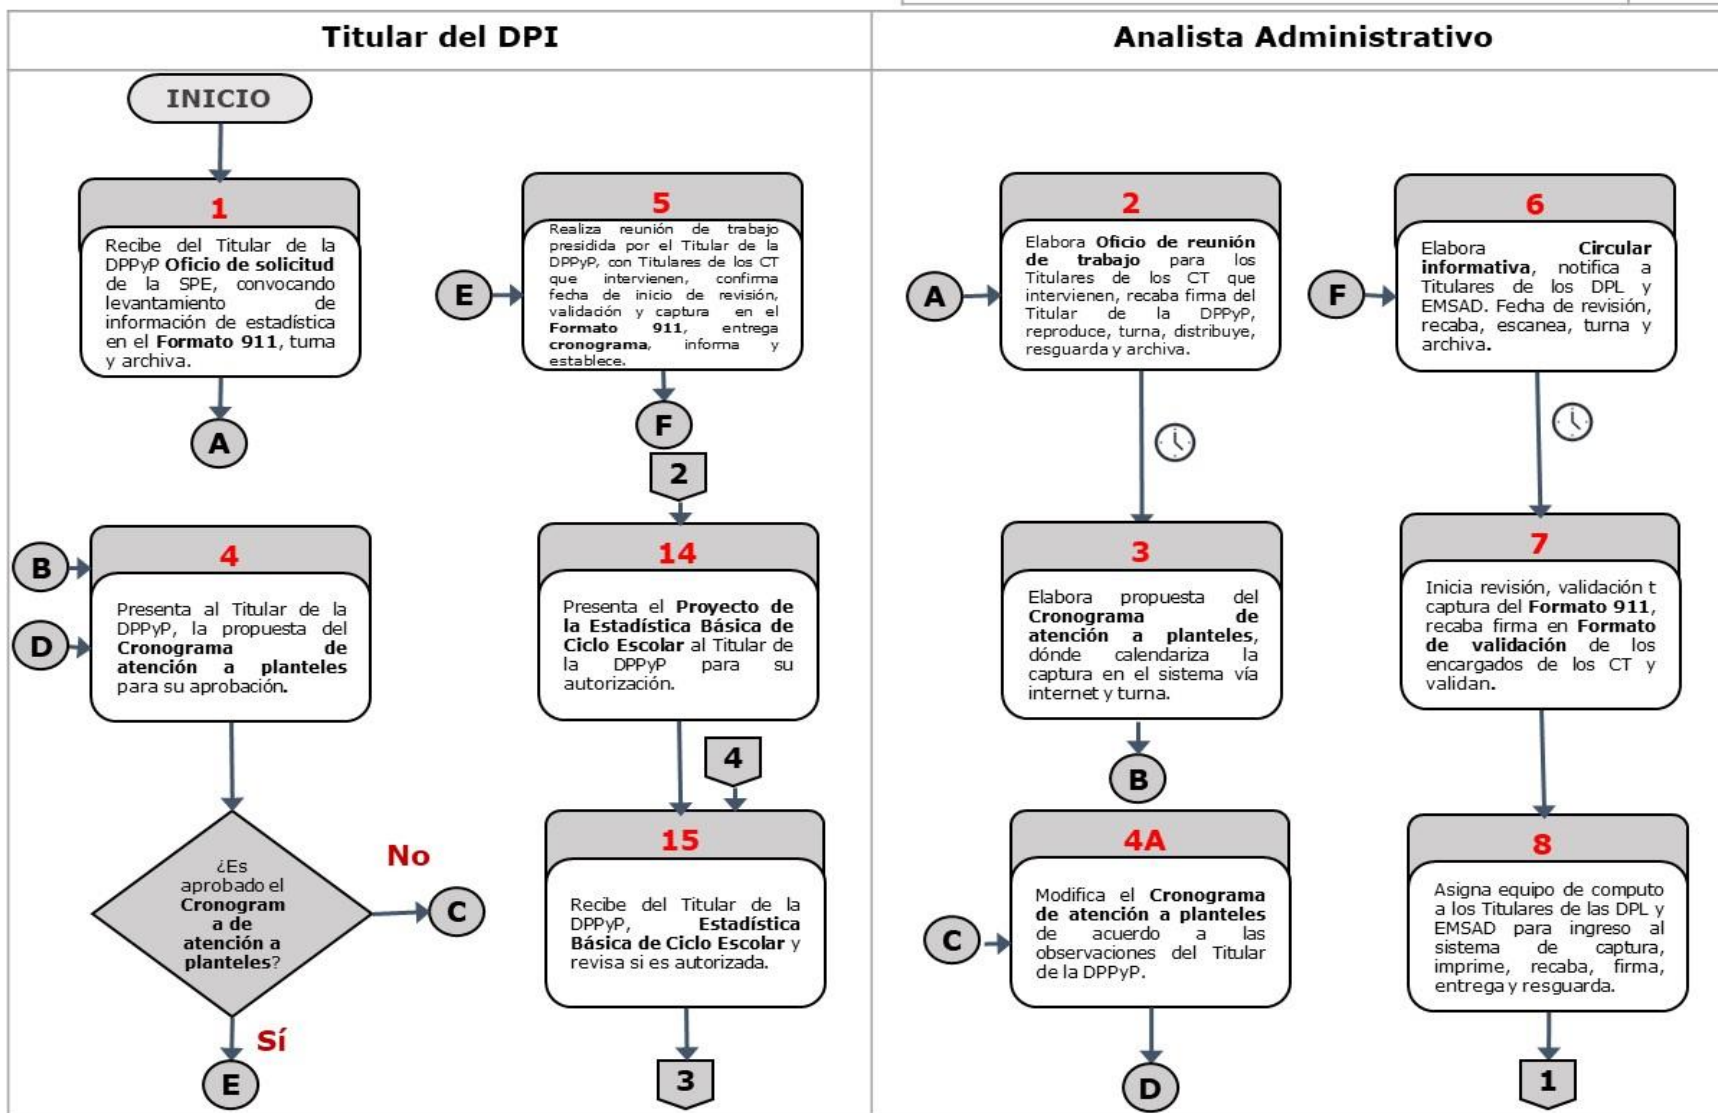 Titular del DPI
Analista Administrativo
INICIO
1
Recibe del Titular de la
DPPyP Oficio de solicitud
de la SPE, convocando
levantamiento de
información de estadística
en el Formato 911, turna
y archiva.
A
B
D
4
Presenta al Titular de la
DPPyP, la propuesta del
Cronograma de
atención a planteles
para su aprobación.
¿Es
aprobado el
Cronogram
a de
atención a
planteles?
No
C
Sí
E
E
5
Realiza reunión de trabajo
presidida por el Titular de la
DPPyP, con Titulares de los CT
que intervienen, confirma
fecha de inicio de revisión,
validación y captura en el
Formato 911, entrega
cronograma, informa y
establece.
F
2
14
Presenta el Proyecto de
la Estadística Básica de
Ciclo Escolar al Titular de
la DPPyP para su
autorización.
4
15
Recibe del Titular de la
DPPyP, Estadística
Básica de Ciclo Escolar y
revisa si es autorizada.
3
A
2
Elabora Oficio de reunión
de trabajo para los
Titulares de los CT que
intervienen, recaba firma del
Titular de la DPPyP,
reproduce, turna, distribuye,
resguarda y archiva.
3
Elabora propuesta del
Cronograma de
atención a planteles,
dónde calendariza la
captura en el sistema vía
internet y turna.
B
C
4A
Modifica el Cronograma
de atención a planteles
de acuerdo a las
observaciones del Titular
de la DPPyP.
D
F
6
Elabora Circular
informativa, notifica a
Titulares de los DPL y
EMSAD. Fecha de revisión,
recaba, escanea, turna y
archiva.
7
Inicia revisión, validación t
captura del Formato 911,
recaba firma en Formato
de validación de los
encargados de los CT y
validan.
8
Asigna equipo de computo
a los Titulares de las DPL y
EMSAD para ingreso al
sistema de captura,
imprime, recaba, firma,
entrega y resguarda.
1